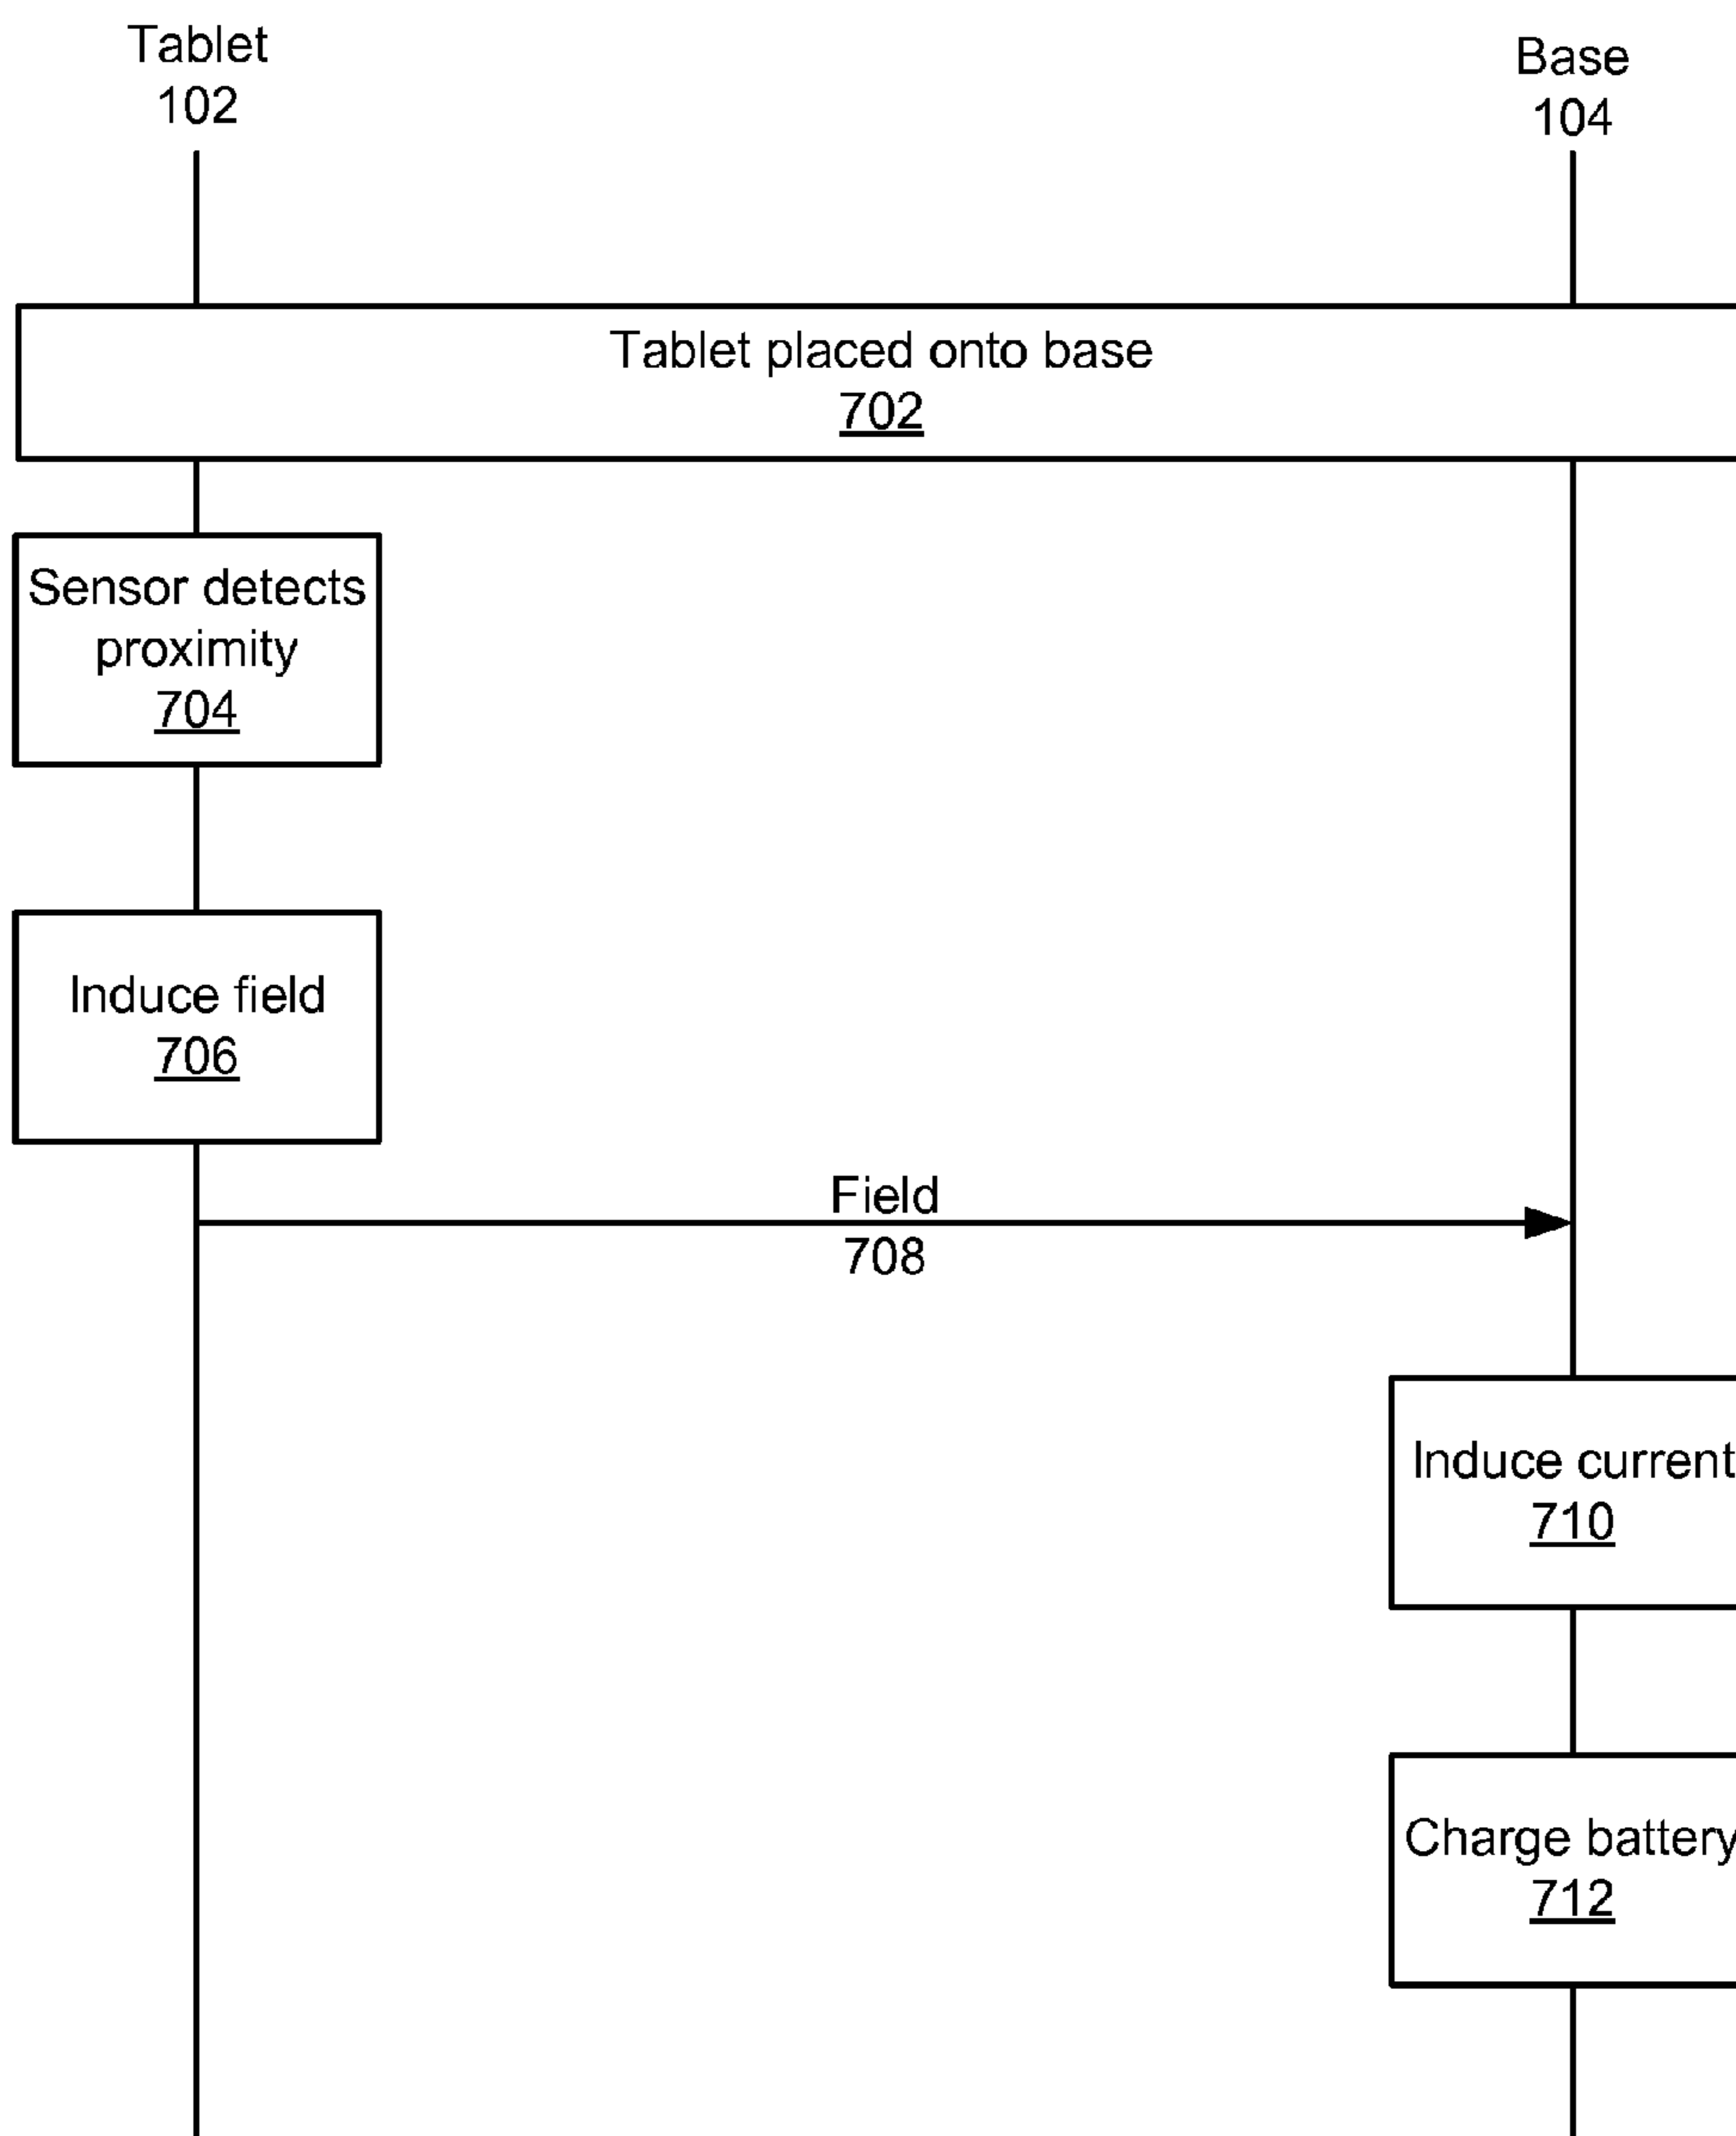 Tablet
102
Base
104
Tablet placed onto base
702
Sensor detects
proximity
704
Induce field
706
Field
708
Induce current
710
Charge battery
712